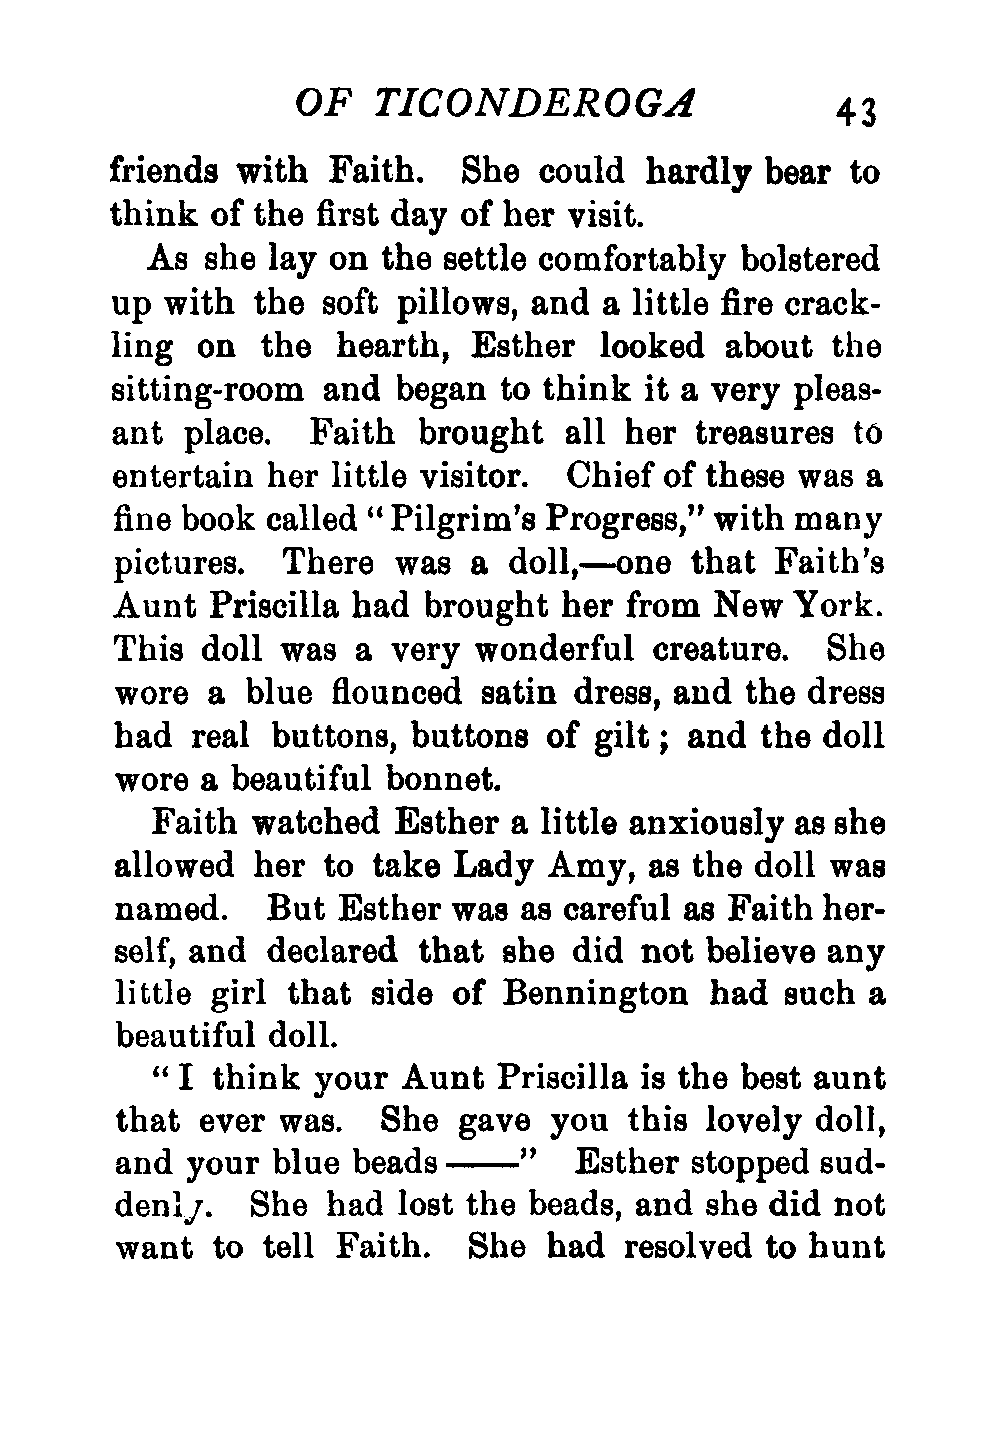 OF TICONDEROGA 43
friends with Faith. She could hardly bear to
think of the first day of her visit.
As she lay on the settle comfortably bolstered
up with the soft pillows, and a little fire crack-
ling on the hearth, Esther looked about the
sitting-room and began to think it a very pleas-
ant place. Faith brought all her treasures to
entertain her little visitor. Chief of these was a
fine book called “Pilgrim’s Progress,” with many
pictures. There was a doll,—one that Faith’s
Aunt Priscilla had brought her from New York.
This doll was a very wonderful creature. She
wore a blue flounced satin dress, and the dress
had real buttons, buttons of gilt; and the doll
wore a beautiful bonnet.
Faith watched Esther a little anxiously as she
allowed her to take Lady Amy, as the doll was
named. But Esther was as careful as Faith her-
self, and declared that she did not believe any
little girl that side of Bennington had such a
beautiful doll.
“I think your Aunt Priscilla is the best aunt
that ever was. She gave you this lovely doll,
and your blue beads ——” Esther stopped sud-
denly. She had lost the beads, and she did not
want to tell Faith. She had resolved to hunt